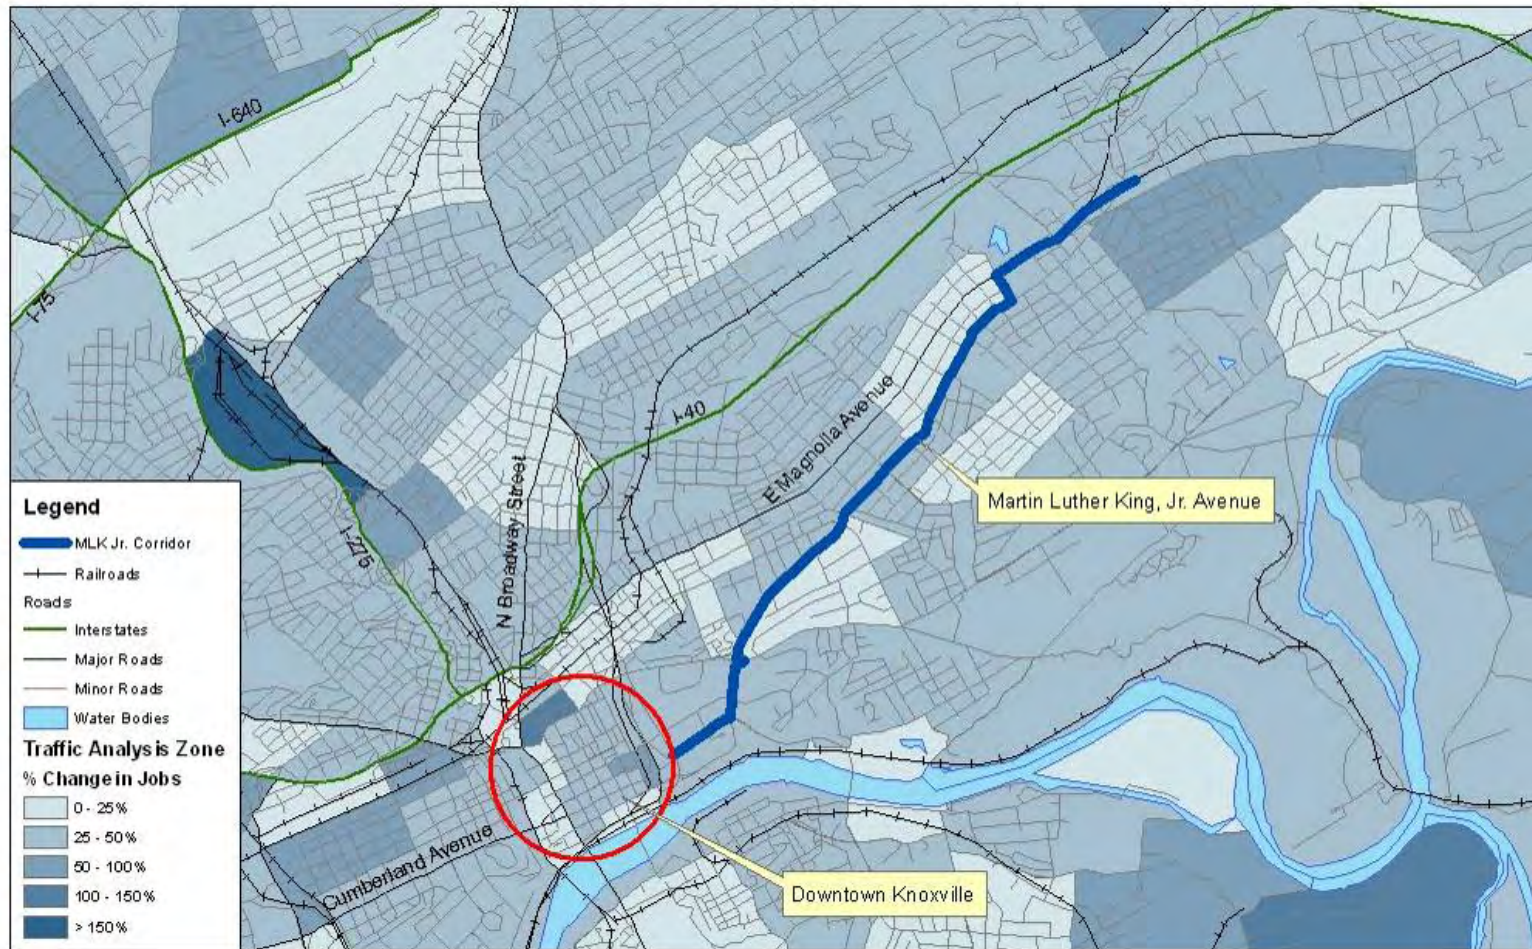 I-640
I-75
I-40
E Magnolia Avenue
N Broadway Street
I-275
Martin Luther King, Jr. Avenue
Cumberland Avenue
Downtown Knoxville
Legend
MLK Jr. Corridor
Railroads
Roads
Interstates
Major Roads
Minor Roads
Water Bodies
Traffic Analysis Zone
% Change in Jobs
0 - 25%
25 - 50%
50 - 100%
100 - 150%
> 150%